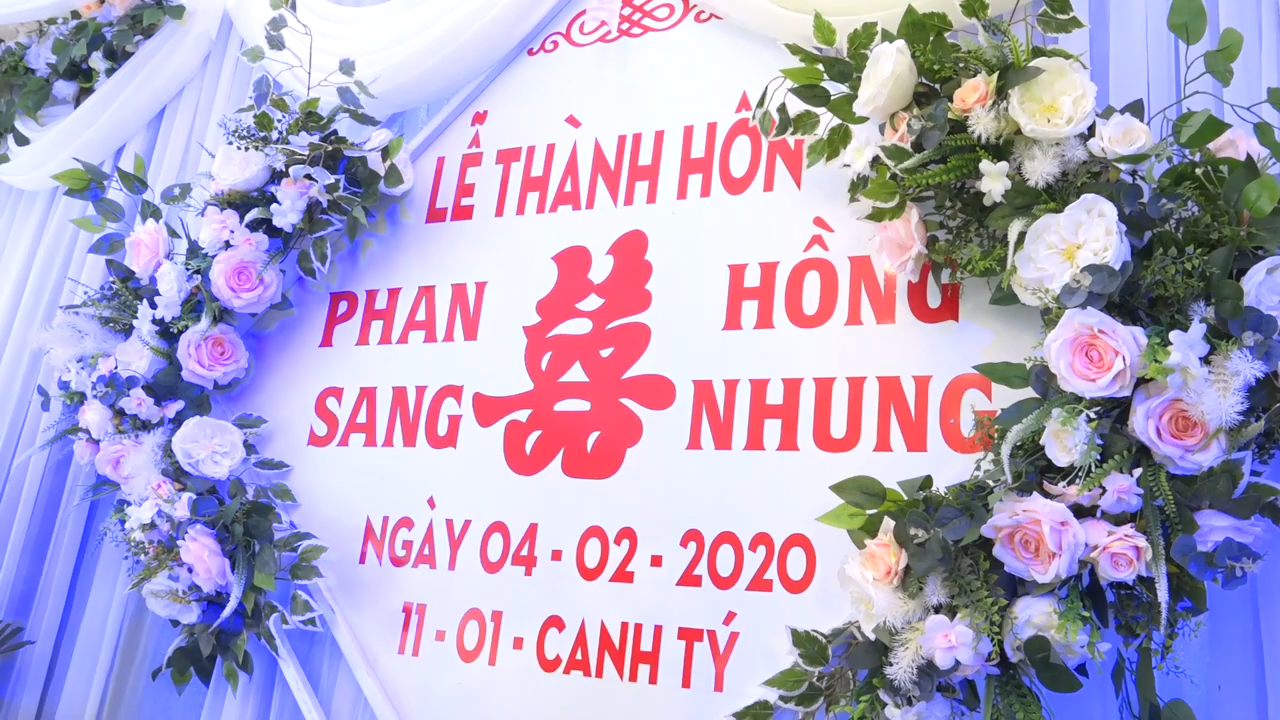 LỄ THÀNH HÔN
PHAN SANG
囍
HỒNG NHUNG
NGÀY 04 - 02 - 2020
11 - 01 - CANH TÝ